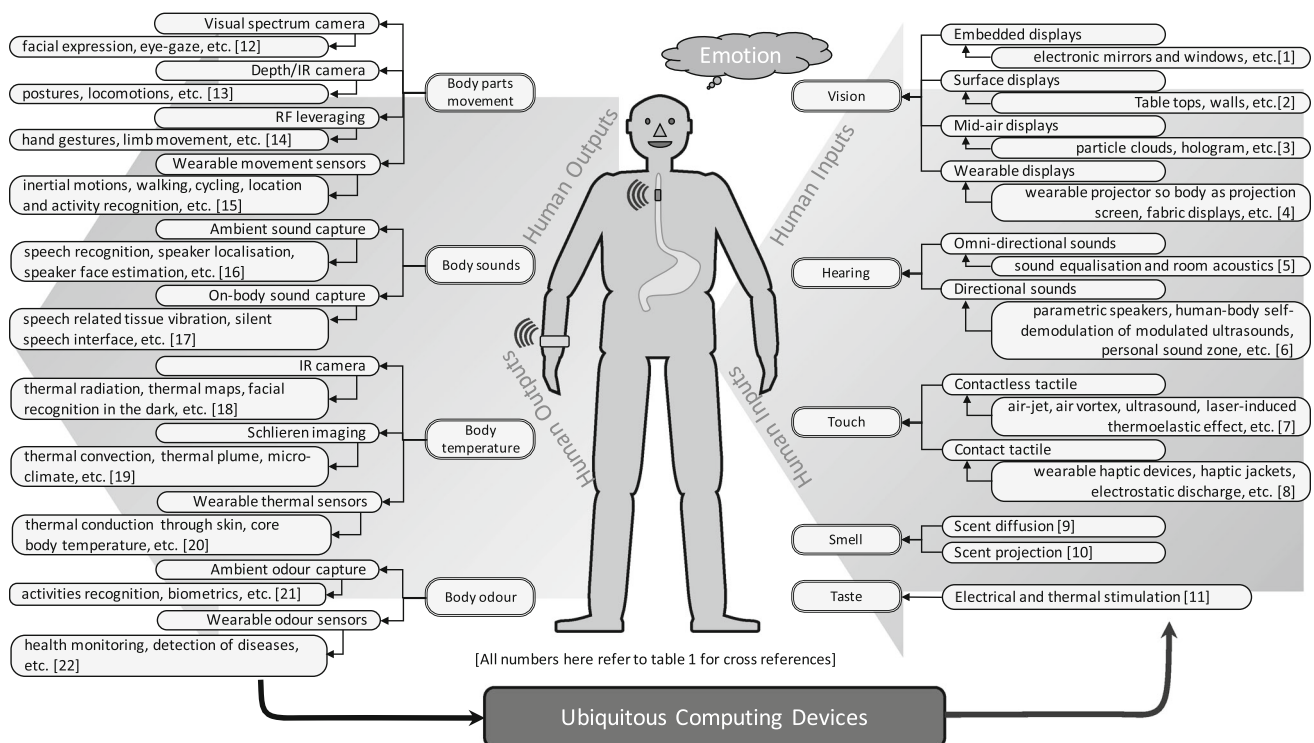 Visual spectrum camera
facial expression, eye-gaze, etc. [12]
Depth/IR camera
postures, locomotions, etc. [13]
RF leveraging
hand gestures, limb movement, etc. [14]
Wearable movement sensors
inertial motions, walking, cycling, location
and activity recognition, etc. [15]
Body parts
movement
Ambient sound capture
speech recognition, speaker localisation,
speaker face estimation, etc. [16]
On-body sound capture
speech related tissue vibration, silent
speech interface, etc. [17]
Body sounds
IR camera
thermal radiation, thermal maps, facial
recognition in the dark, etc. [18]
Schlieren imaging
thermal convection, thermal plume, micro-
climate, etc. [19]
Wearable thermal sensors
thermal conduction through skin, core
body temperature, etc. [20]
Body
temperature
Ambient odour capture
activities recognition, biometrics, etc. [21]
Wearable odour sensors
health monitoring, detection of diseases,
etc. [22]
Body odour
Human Outputs
Human Outputs
Emotion
Human Inputs
Human Inputs
Vision
Embedded displays
electronic mirrors and windows, etc.[1]
Surface displays
Table tops, walls, etc.[2]
Mid-air displays
particle clouds, hologram, etc.[3]
Wearable displays
wearable projector so body as projection
screen, fabric displays, etc. [4]
Hearing
Omni-directional sounds
sound equalisation and room acoustics [5]
Directional sounds
parametric speakers, human-body self-
demodulation of modulated ultrasounds,
personal sound zone, etc. [6]
Touch
Contactless tactile
air-jet, air vortex, ultrasound, laser-induced
thermoelastic effect, etc. [7]
Contact tactile
wearable haptic devices, haptic jackets,
electrostatic discharge, etc. [8]
Smell
Scent diffusion [9]
Scent projection [10]
Taste
Electrical and thermal stimulation [11]
[All numbers here refer to table 1 for cross references]
Ubiquitous Computing Devices